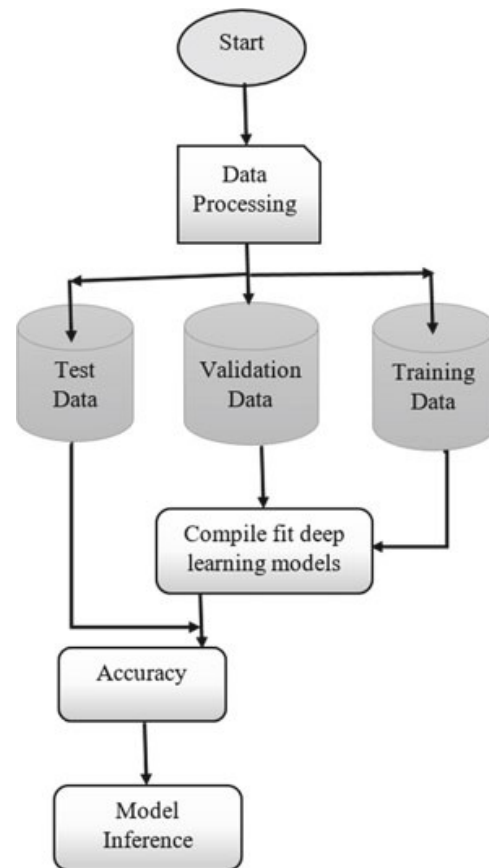 Start
Data
Processing
Test
Data
Validation
Data
Training
Data
Compile fit deep
learning models
Accuracy
Model
Inference